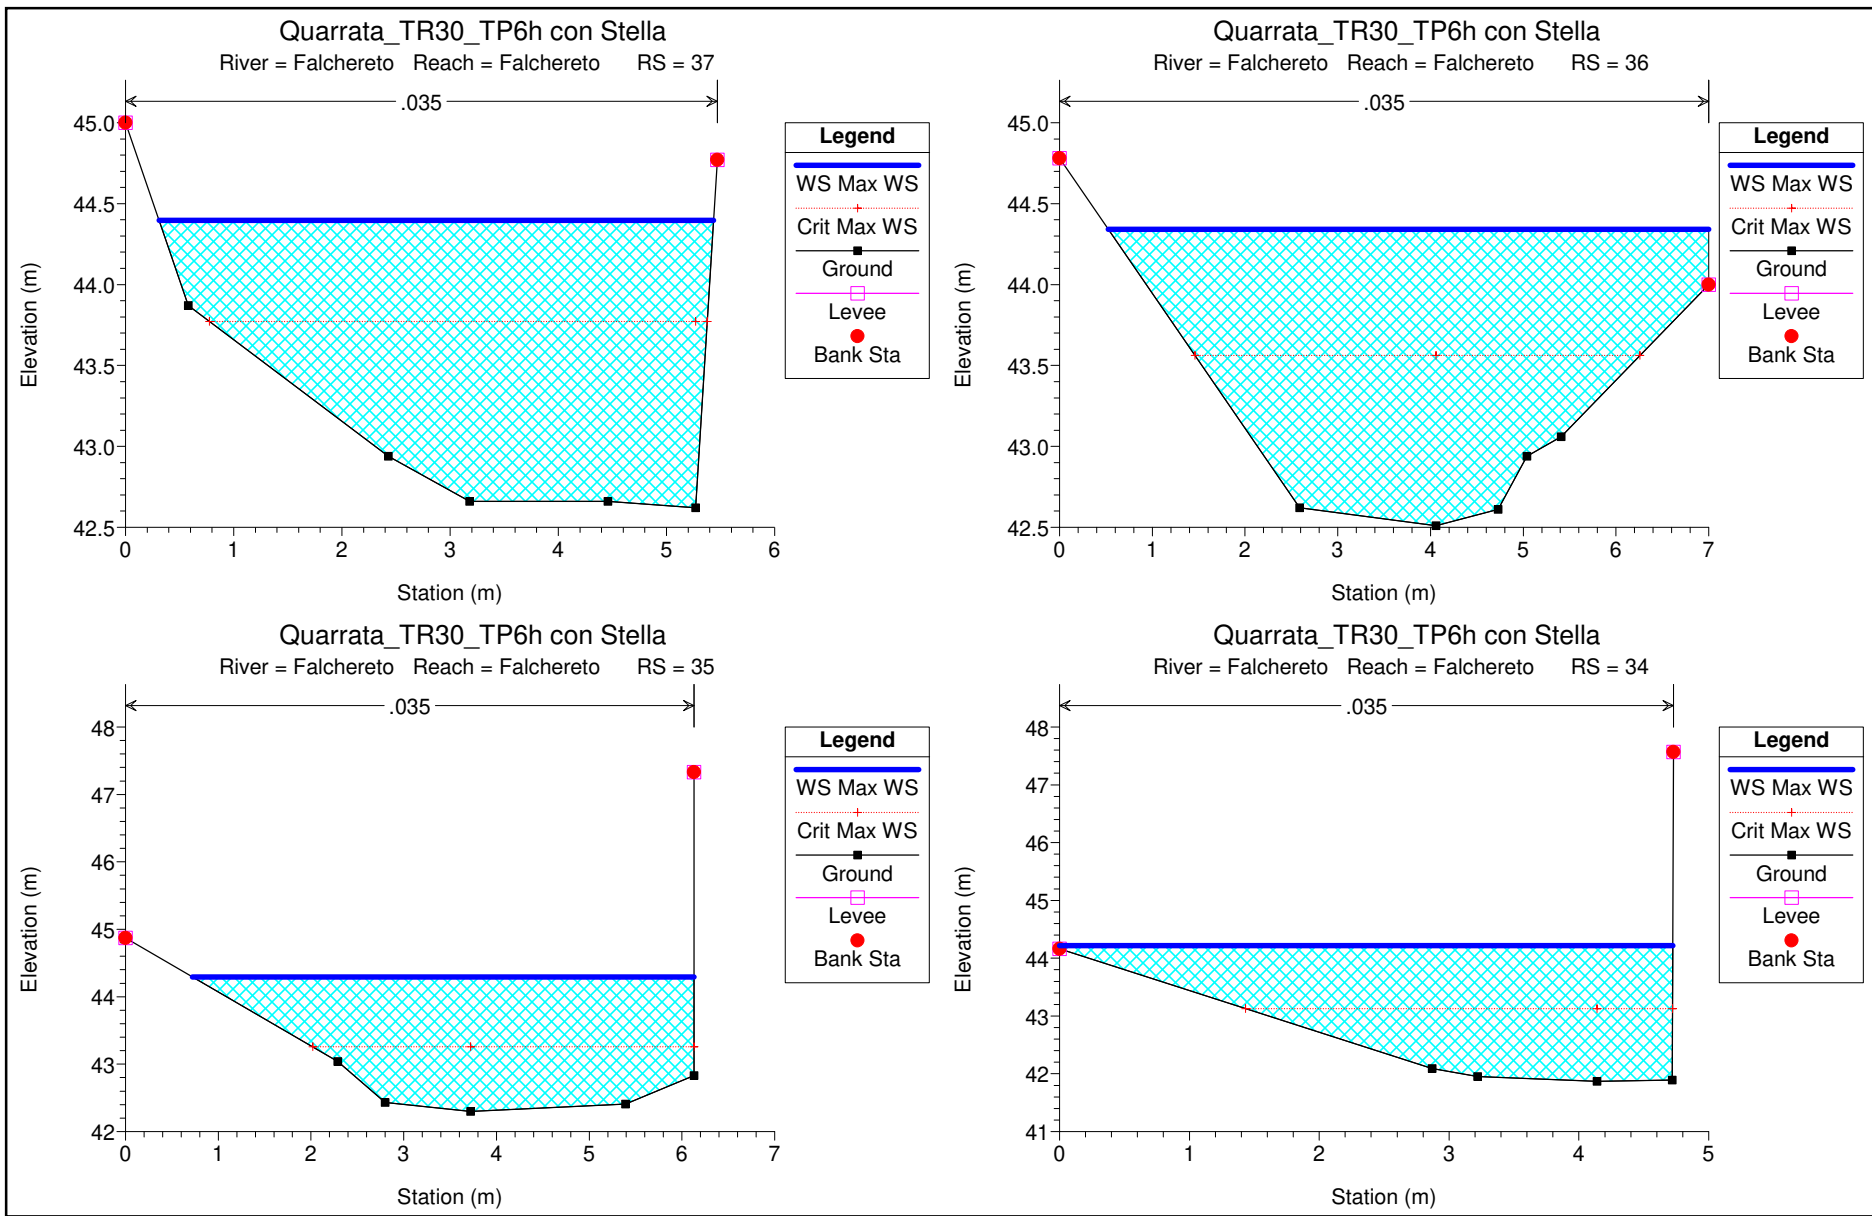 Quarrata_TR30_TP6h con Stella
River = Falchereto Reach = Falchereto RS = 37
.035
45.0
44.5
44.0
43.5
43.0
42.5
0 1 2 3 4 5 6
Elevation (m)
Station (m)
Legend
WS Max WS
Crit Max WS
Ground
Levee
Bank Sta
Quarrata_TR30_TP6h con Stella
River = Falchereto Reach = Falchereto RS = 36
.035
45.0
44.5
44.0
43.5
43.0
42.5
0 1 2 3 4 5 6 7
Elevation (m)
Station (m)
Legend
WS Max WS
Crit Max WS
Ground
Levee
Bank Sta
Quarrata_TR30_TP6h con Stella
River = Falchereto Reach = Falchereto RS = 35
.035
48
47
46
45
44
43
42
0 1 2 3 4 5 6 7
Elevation (m)
Station (m)
Legend
WS Max WS
Crit Max WS
Ground
Levee
Bank Sta
Quarrata_TR30_TP6h con Stella
River = Falchereto Reach = Falchereto RS = 34
.035
48
47
46
45
44
43
42
41
0 1 2 3 4 5
Elevation (m)
Station (m)
Legend
WS Max WS
Crit Max WS
Ground
Levee
Bank Sta